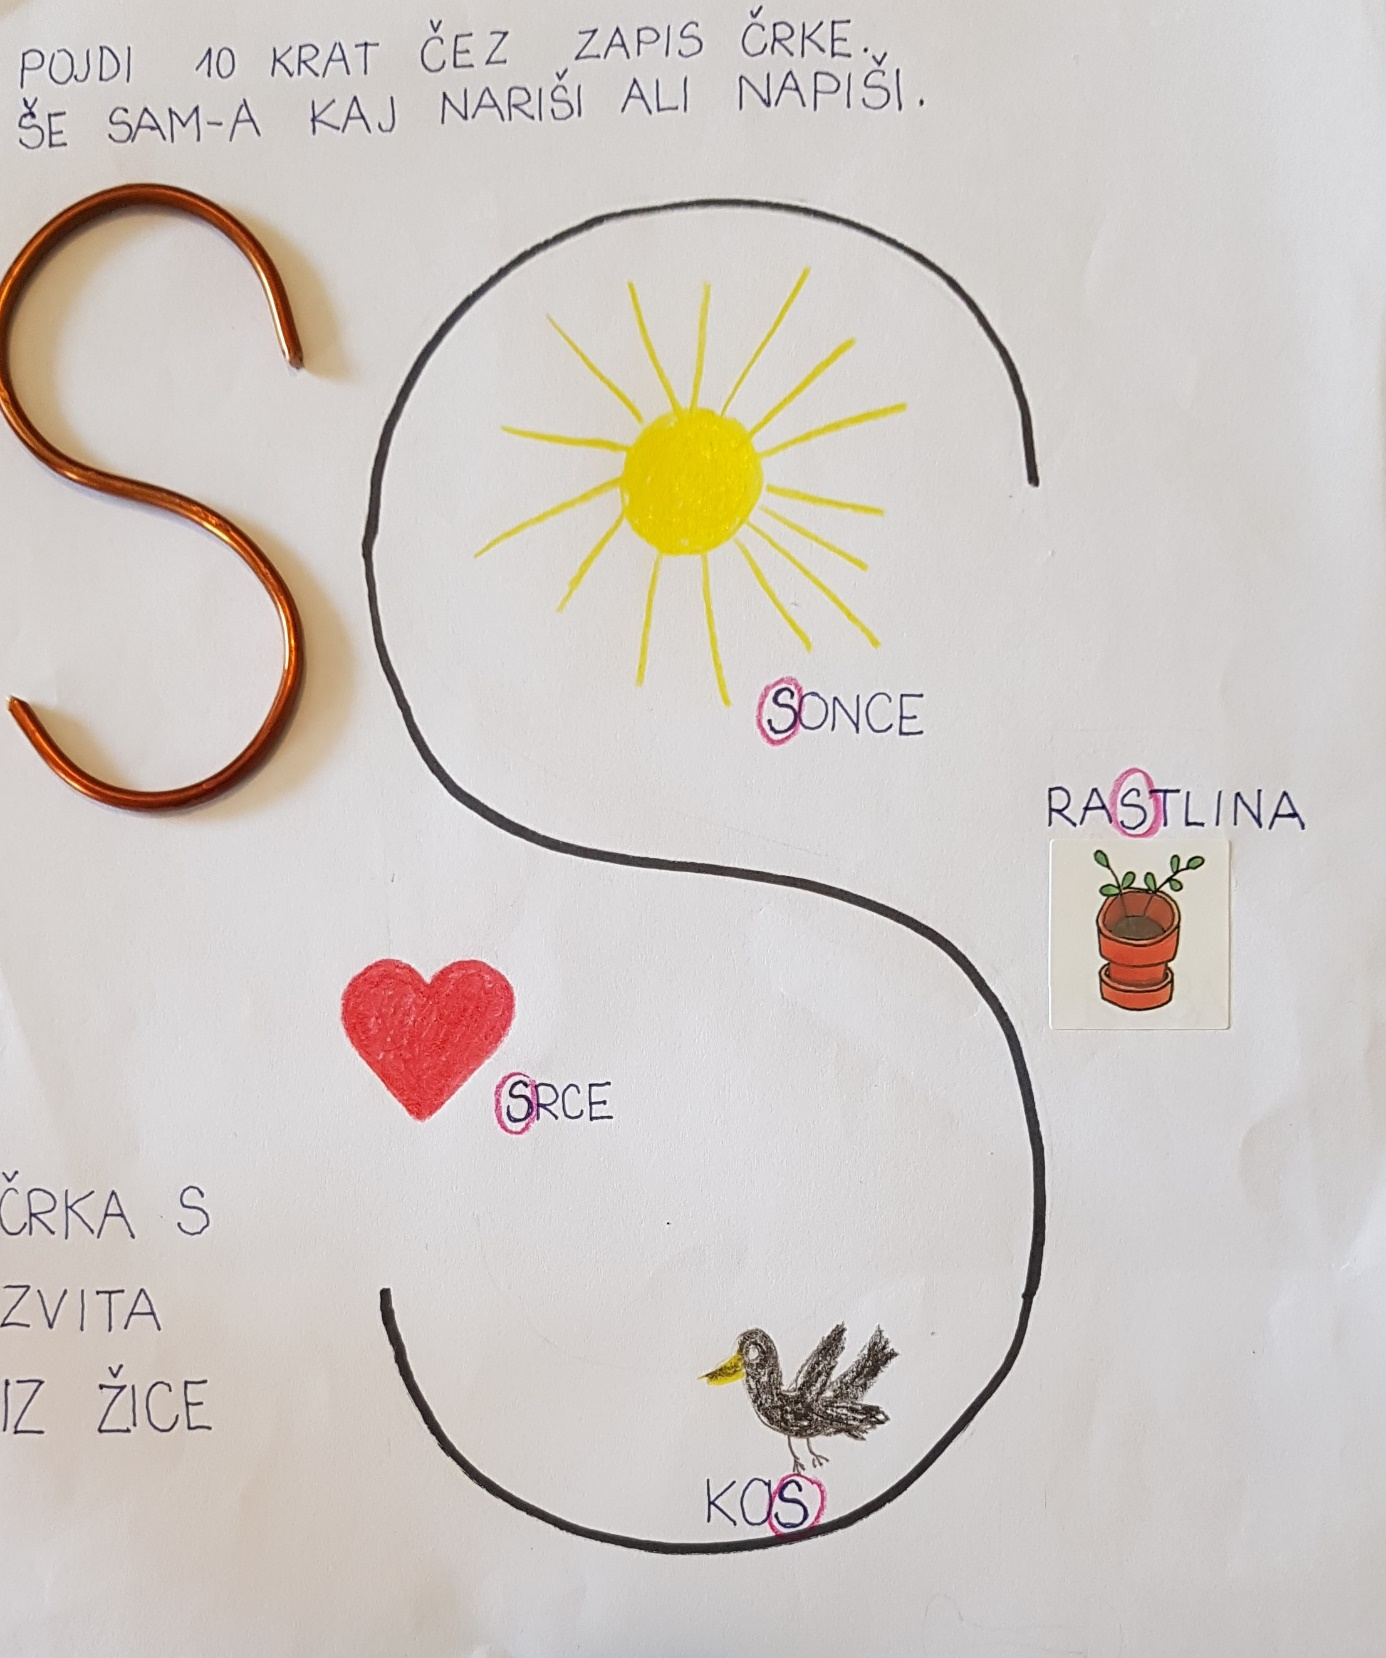 POJDI 10 KRAT ČEZ ZAPIS ČRKE.
ŠE SAM-A KAJ NARIŠI ALI NAPIŠI.
SONCE
RASTLINA
SRCE
ČRKA S
ZVITA
IZ ŽICE
KOS